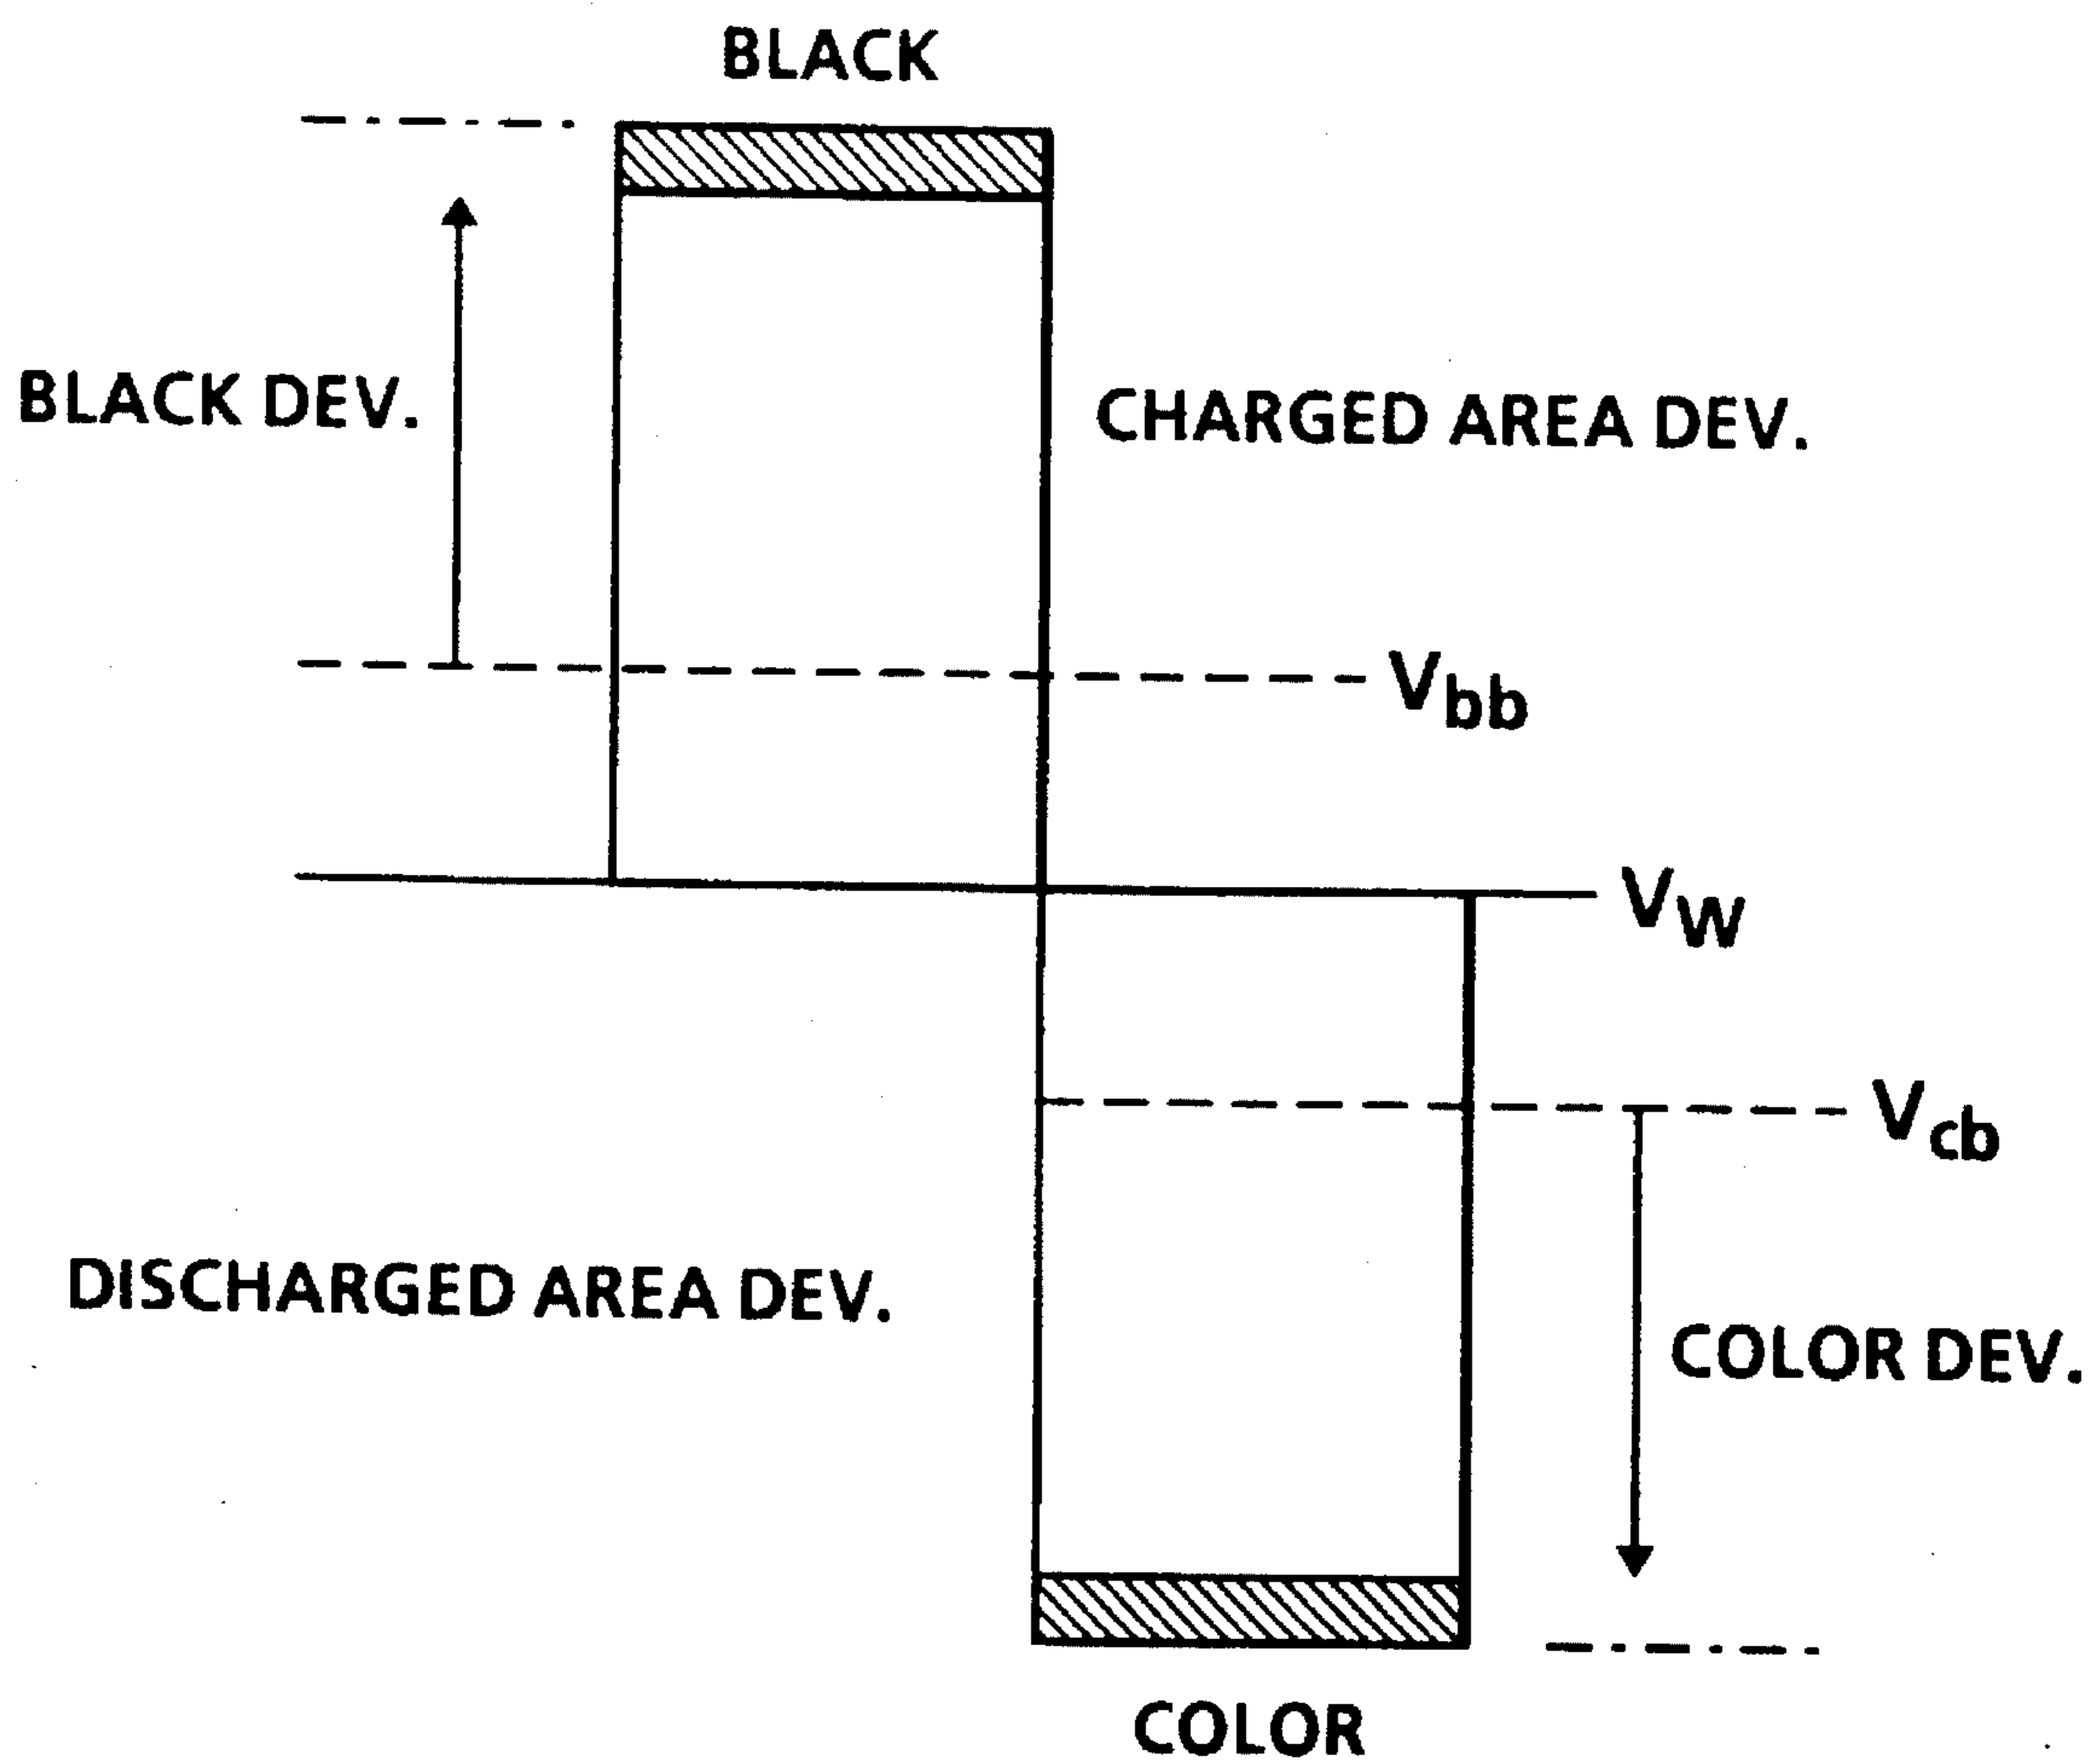 BLACK
BLACK DEV.
CHARGED AREA DEV.
Vbb
VW
Vcb
DISCHARGED AREA DEV.
COLOR DEV.
COLOR